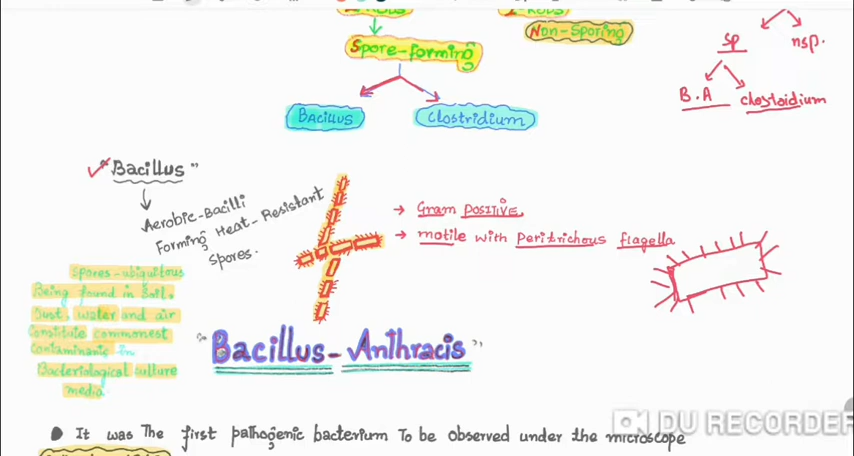 Non-Sporing
Spore-forming
Sp nsp.
B.A Clostoidium
Bacillus Clostridium
"Bacillus"
Aerobic-Bacilli
Forming Heat-Resistant
Spores.
→ Gram POSITIVE,
→ motile with Peritrichous flagella
Spores-ubiquitous
Being found in Soil,
Dust, water and air
Constitute commonest
Contaminants in
Bacteriological culture
media
"Bacillus-Anthracis"
● It was The first pathogenic bacterium To be observed under the microscope
DU RECORDER